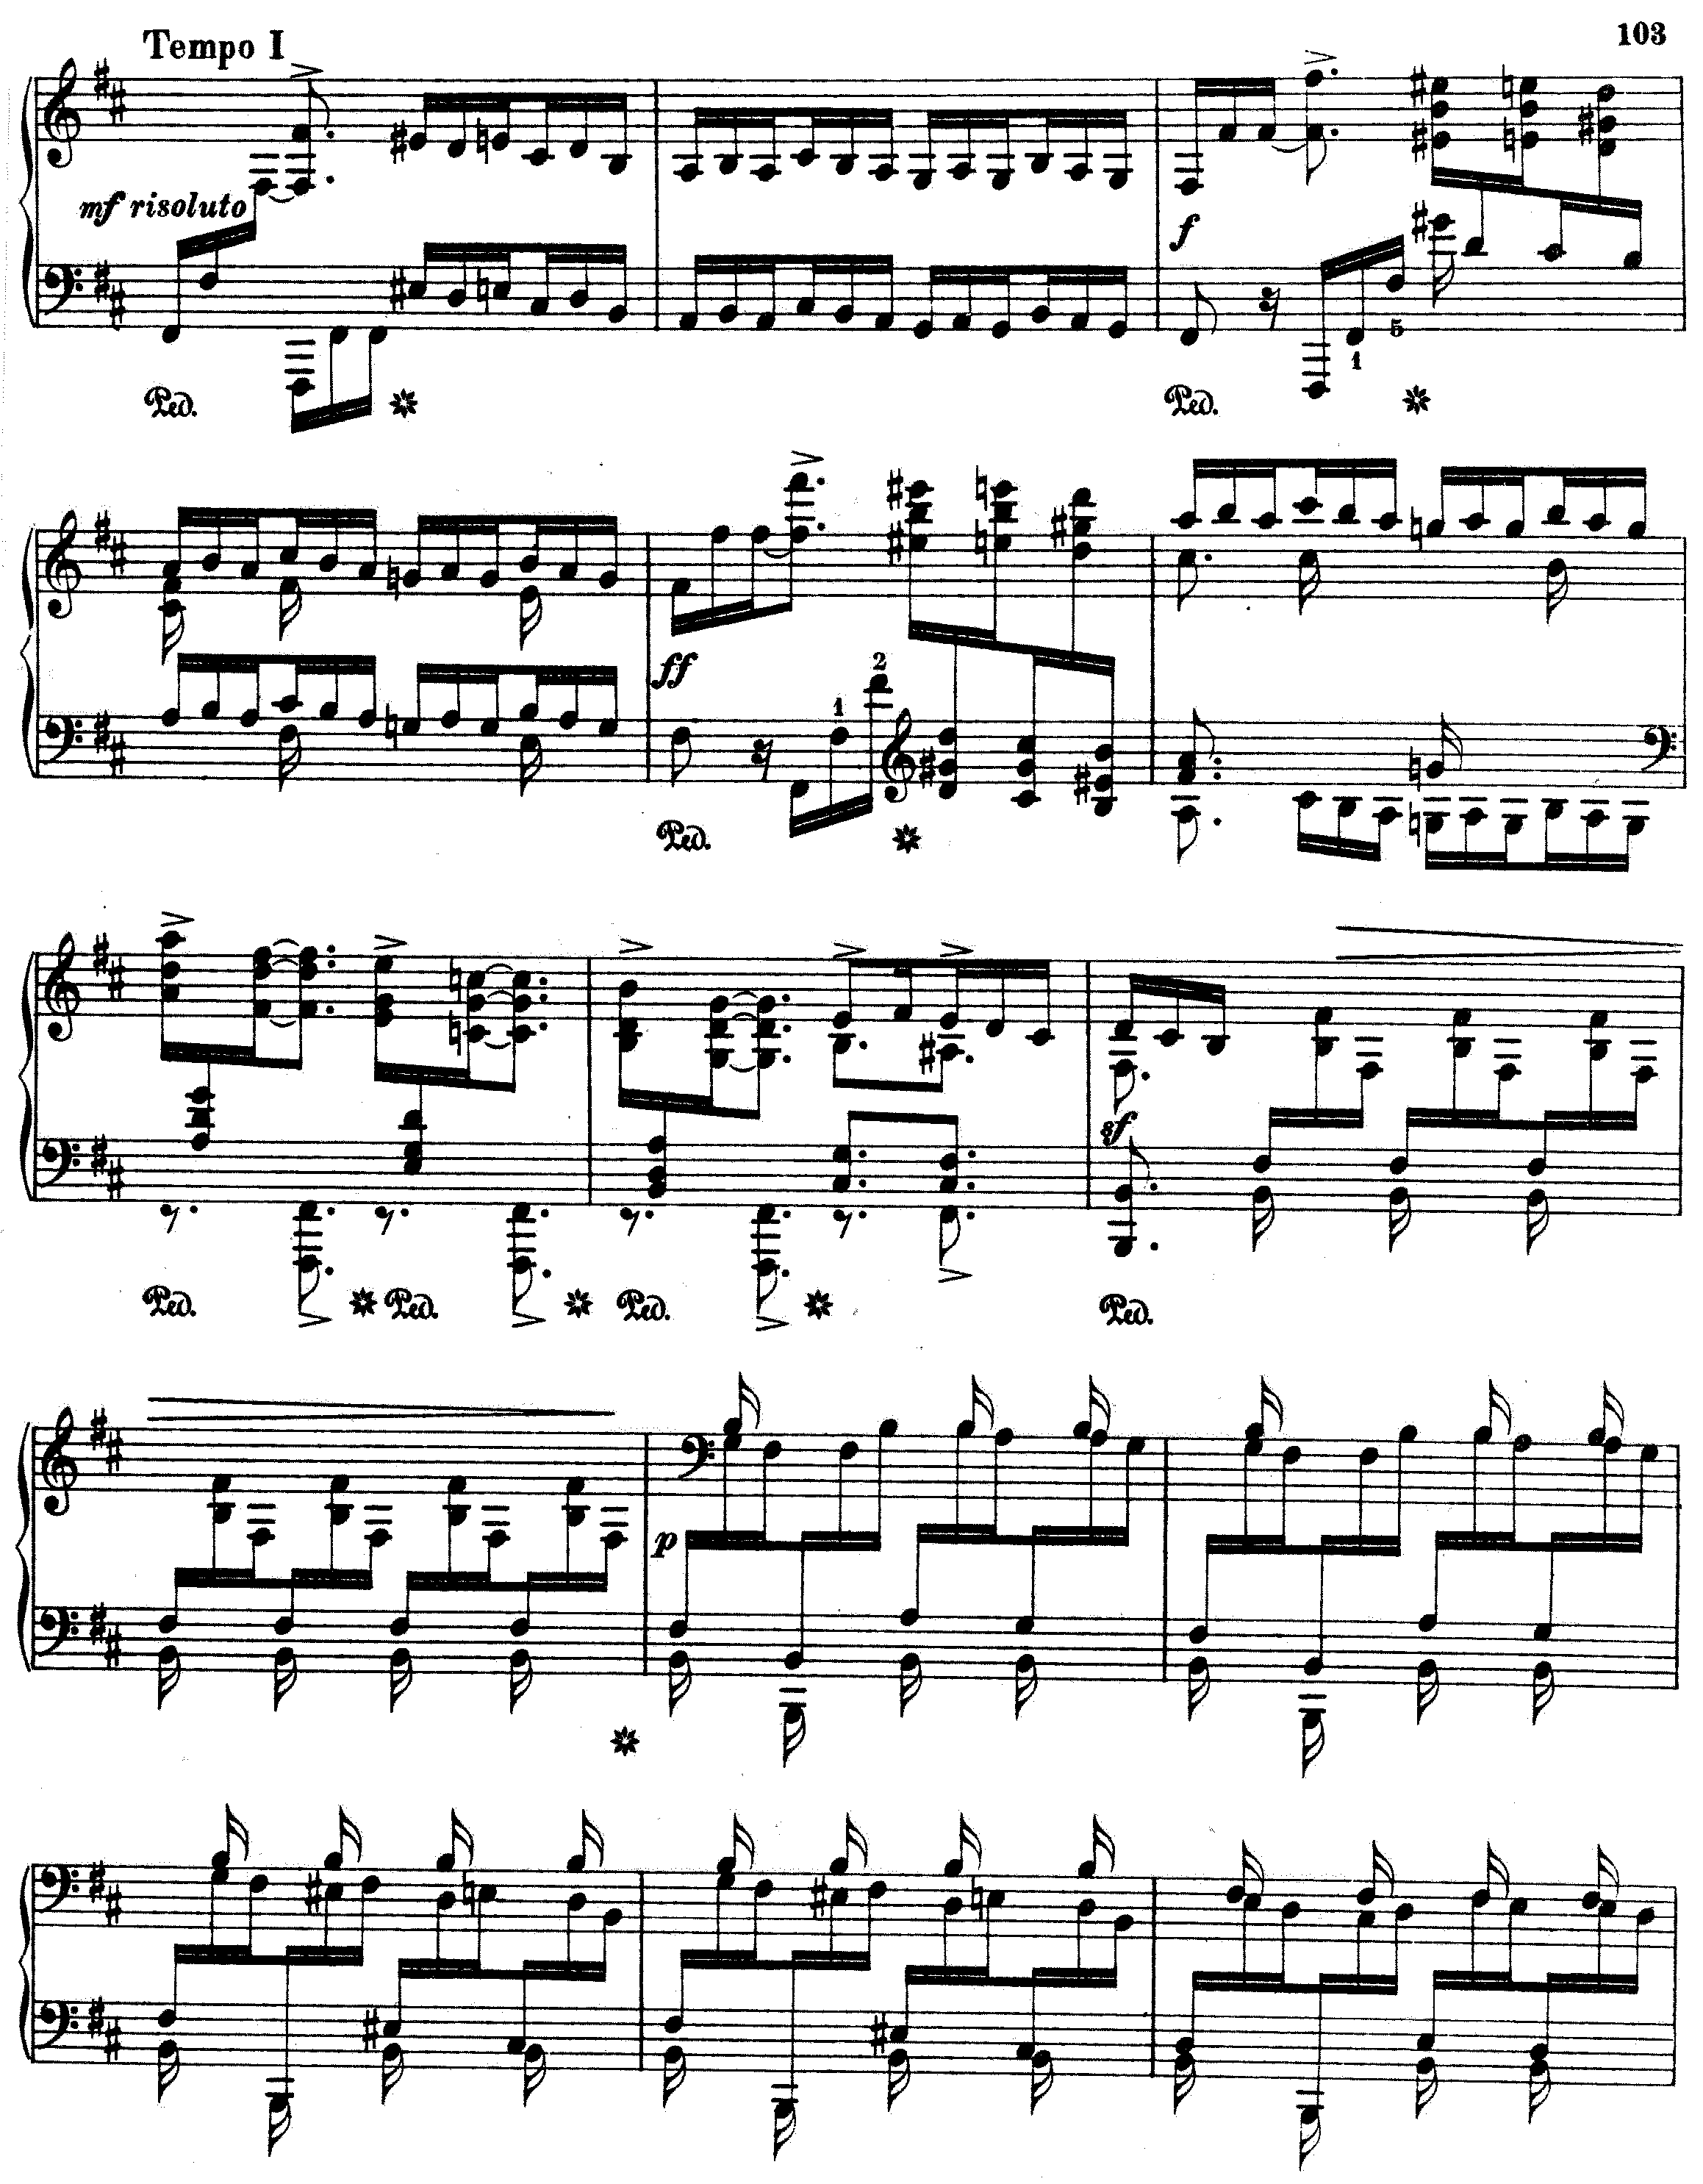 Tempo I 103
mf risoluto
f
5
1
Ped. Ped.
2
ff 1
Ped.
sf
Ped. Ped. Ped. Ped.
p